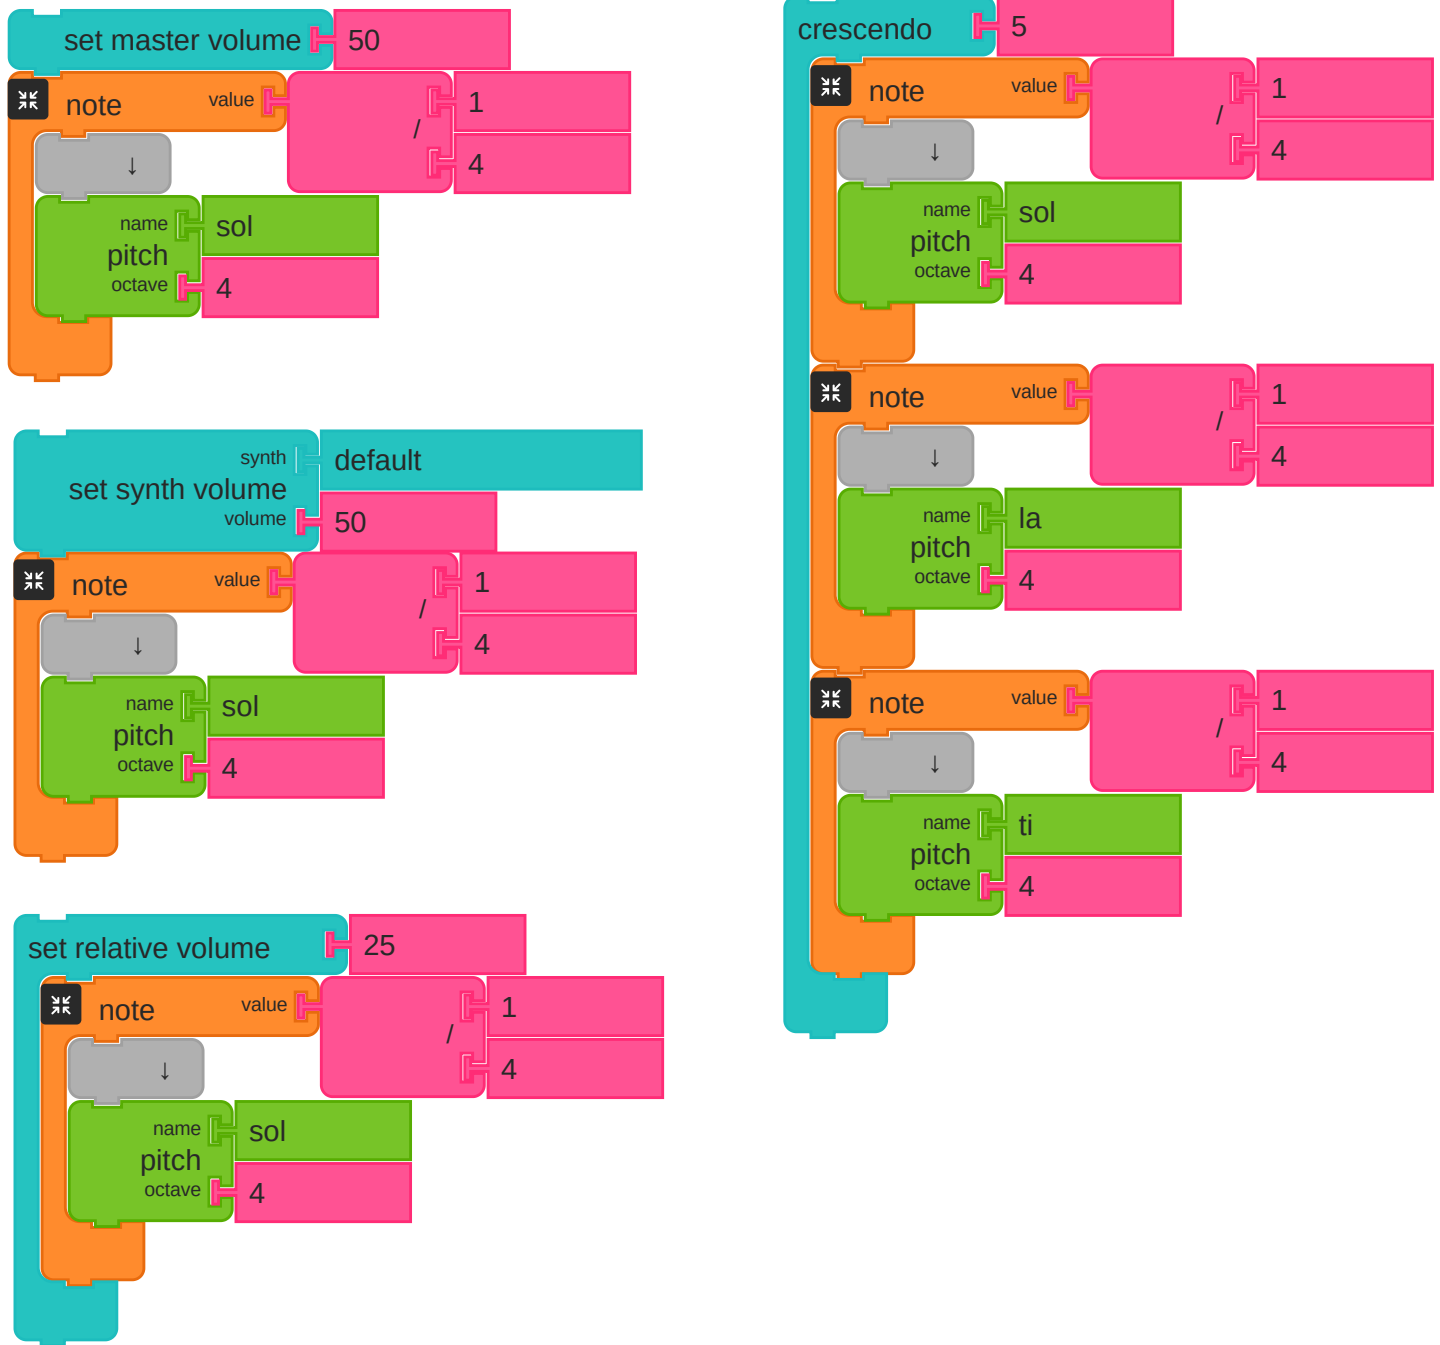 set master volume 50
note value 1
/
4
↓
name sol
pitch
octave 4
synth default
set synth volume
volume 50
note value 1
/
4
↓
name sol
pitch
octave 4
set relative volume 25
note value 1
/
4
↓
name sol
pitch
octave 4
crescendo 5
note value 1
/
4
↓
name sol
pitch
octave 4
note value 1
/
4
↓
name la
pitch
octave 4
note value 1
/
4
↓
name ti
pitch
octave 4